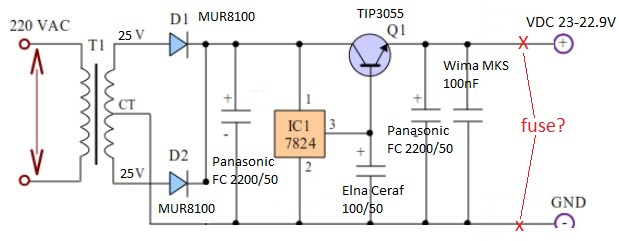 220 VAC
T1
25 V
CT
25V
D1
MUR8100
D2
MUR8100
+
-
Panasonic
FC 2200/50
1
IC1
7824
3
2
TIP3055
Q1
+
Elna Ceraf
100/50
+
Panasonic
FC 2200/50
Wima MKS
100nF
X
fuse?
X
VDC 23-22.9V
+
GND
-